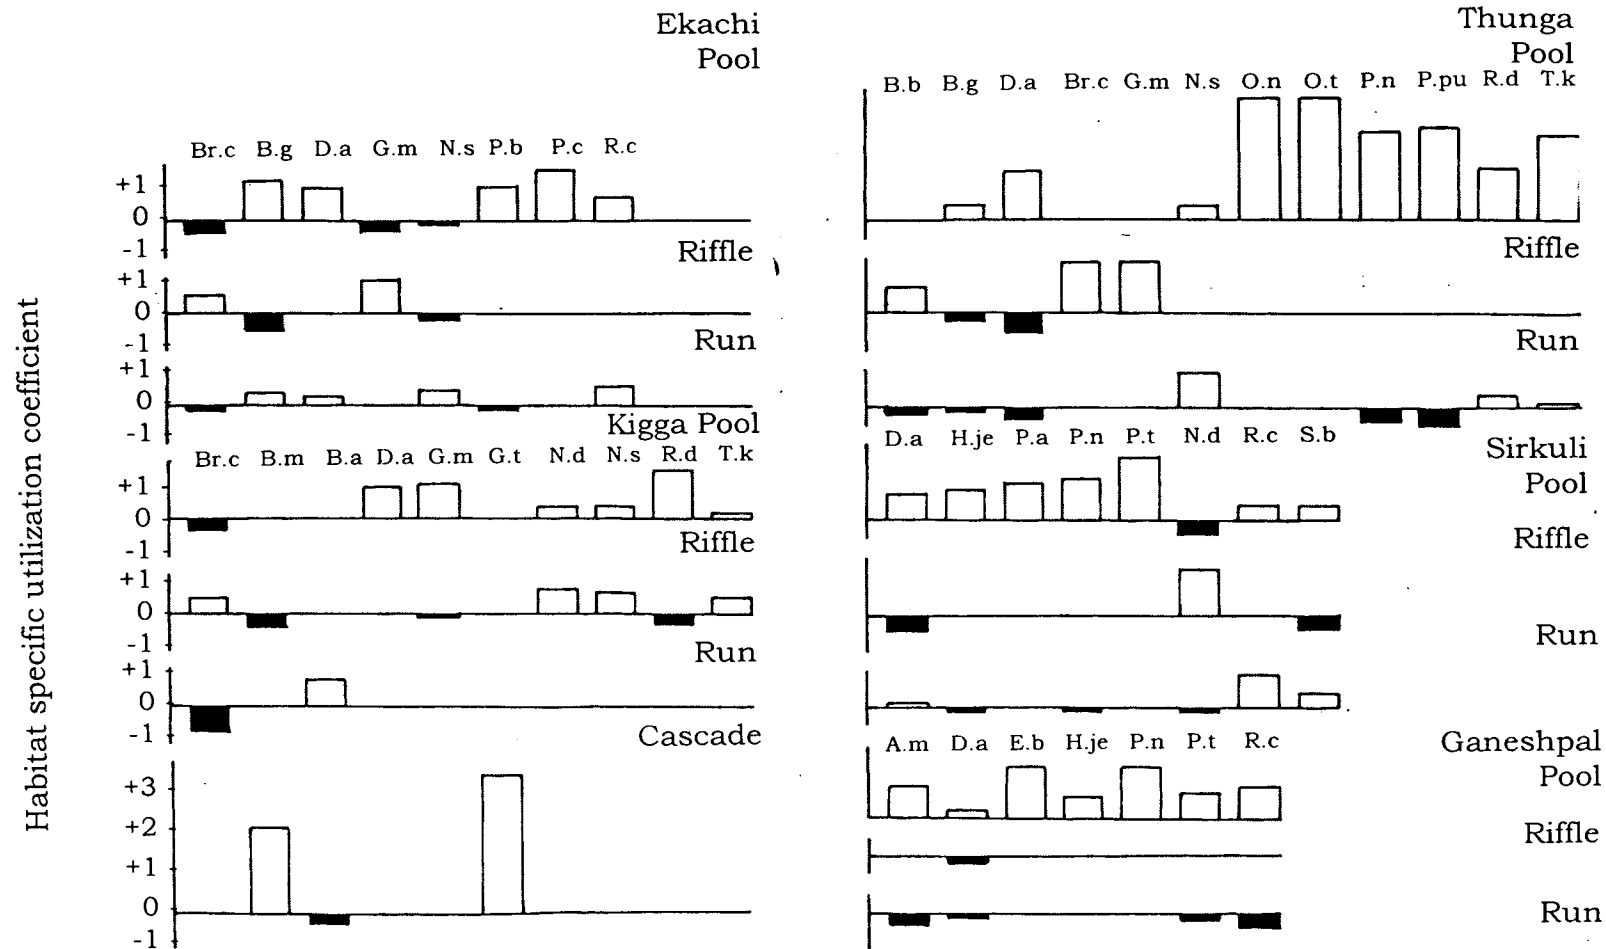 Habitat specific utilization coefficient
Ekachi
Pool
Br.c B.g D.a G.m N.s P.b P.c R.c
+1
0
-1
Riffle
+1
0
-1
Run
+1
0
-1
Kigga Pool
Br.c B.m B.a D.a G.m G.t N.d N.s R.d T.k
+1
0
-1
Riffle
+1
0
-1
Run
+1
0
-1
Cascade
+3
+2
+1
0
-1
Thunga
Pool
B.b B.g D.a Br.c G.m N.s O.n O.t P.n P.pu R.d T.k
Riffle
Run
D.a H.je P.a P.n P.t N.d R.c S.b
Sirkuli
Pool
Riffle
Run
A.m D.a E.b H.je P.n P.t R.c
Ganeshpal
Pool
Riffle
Run